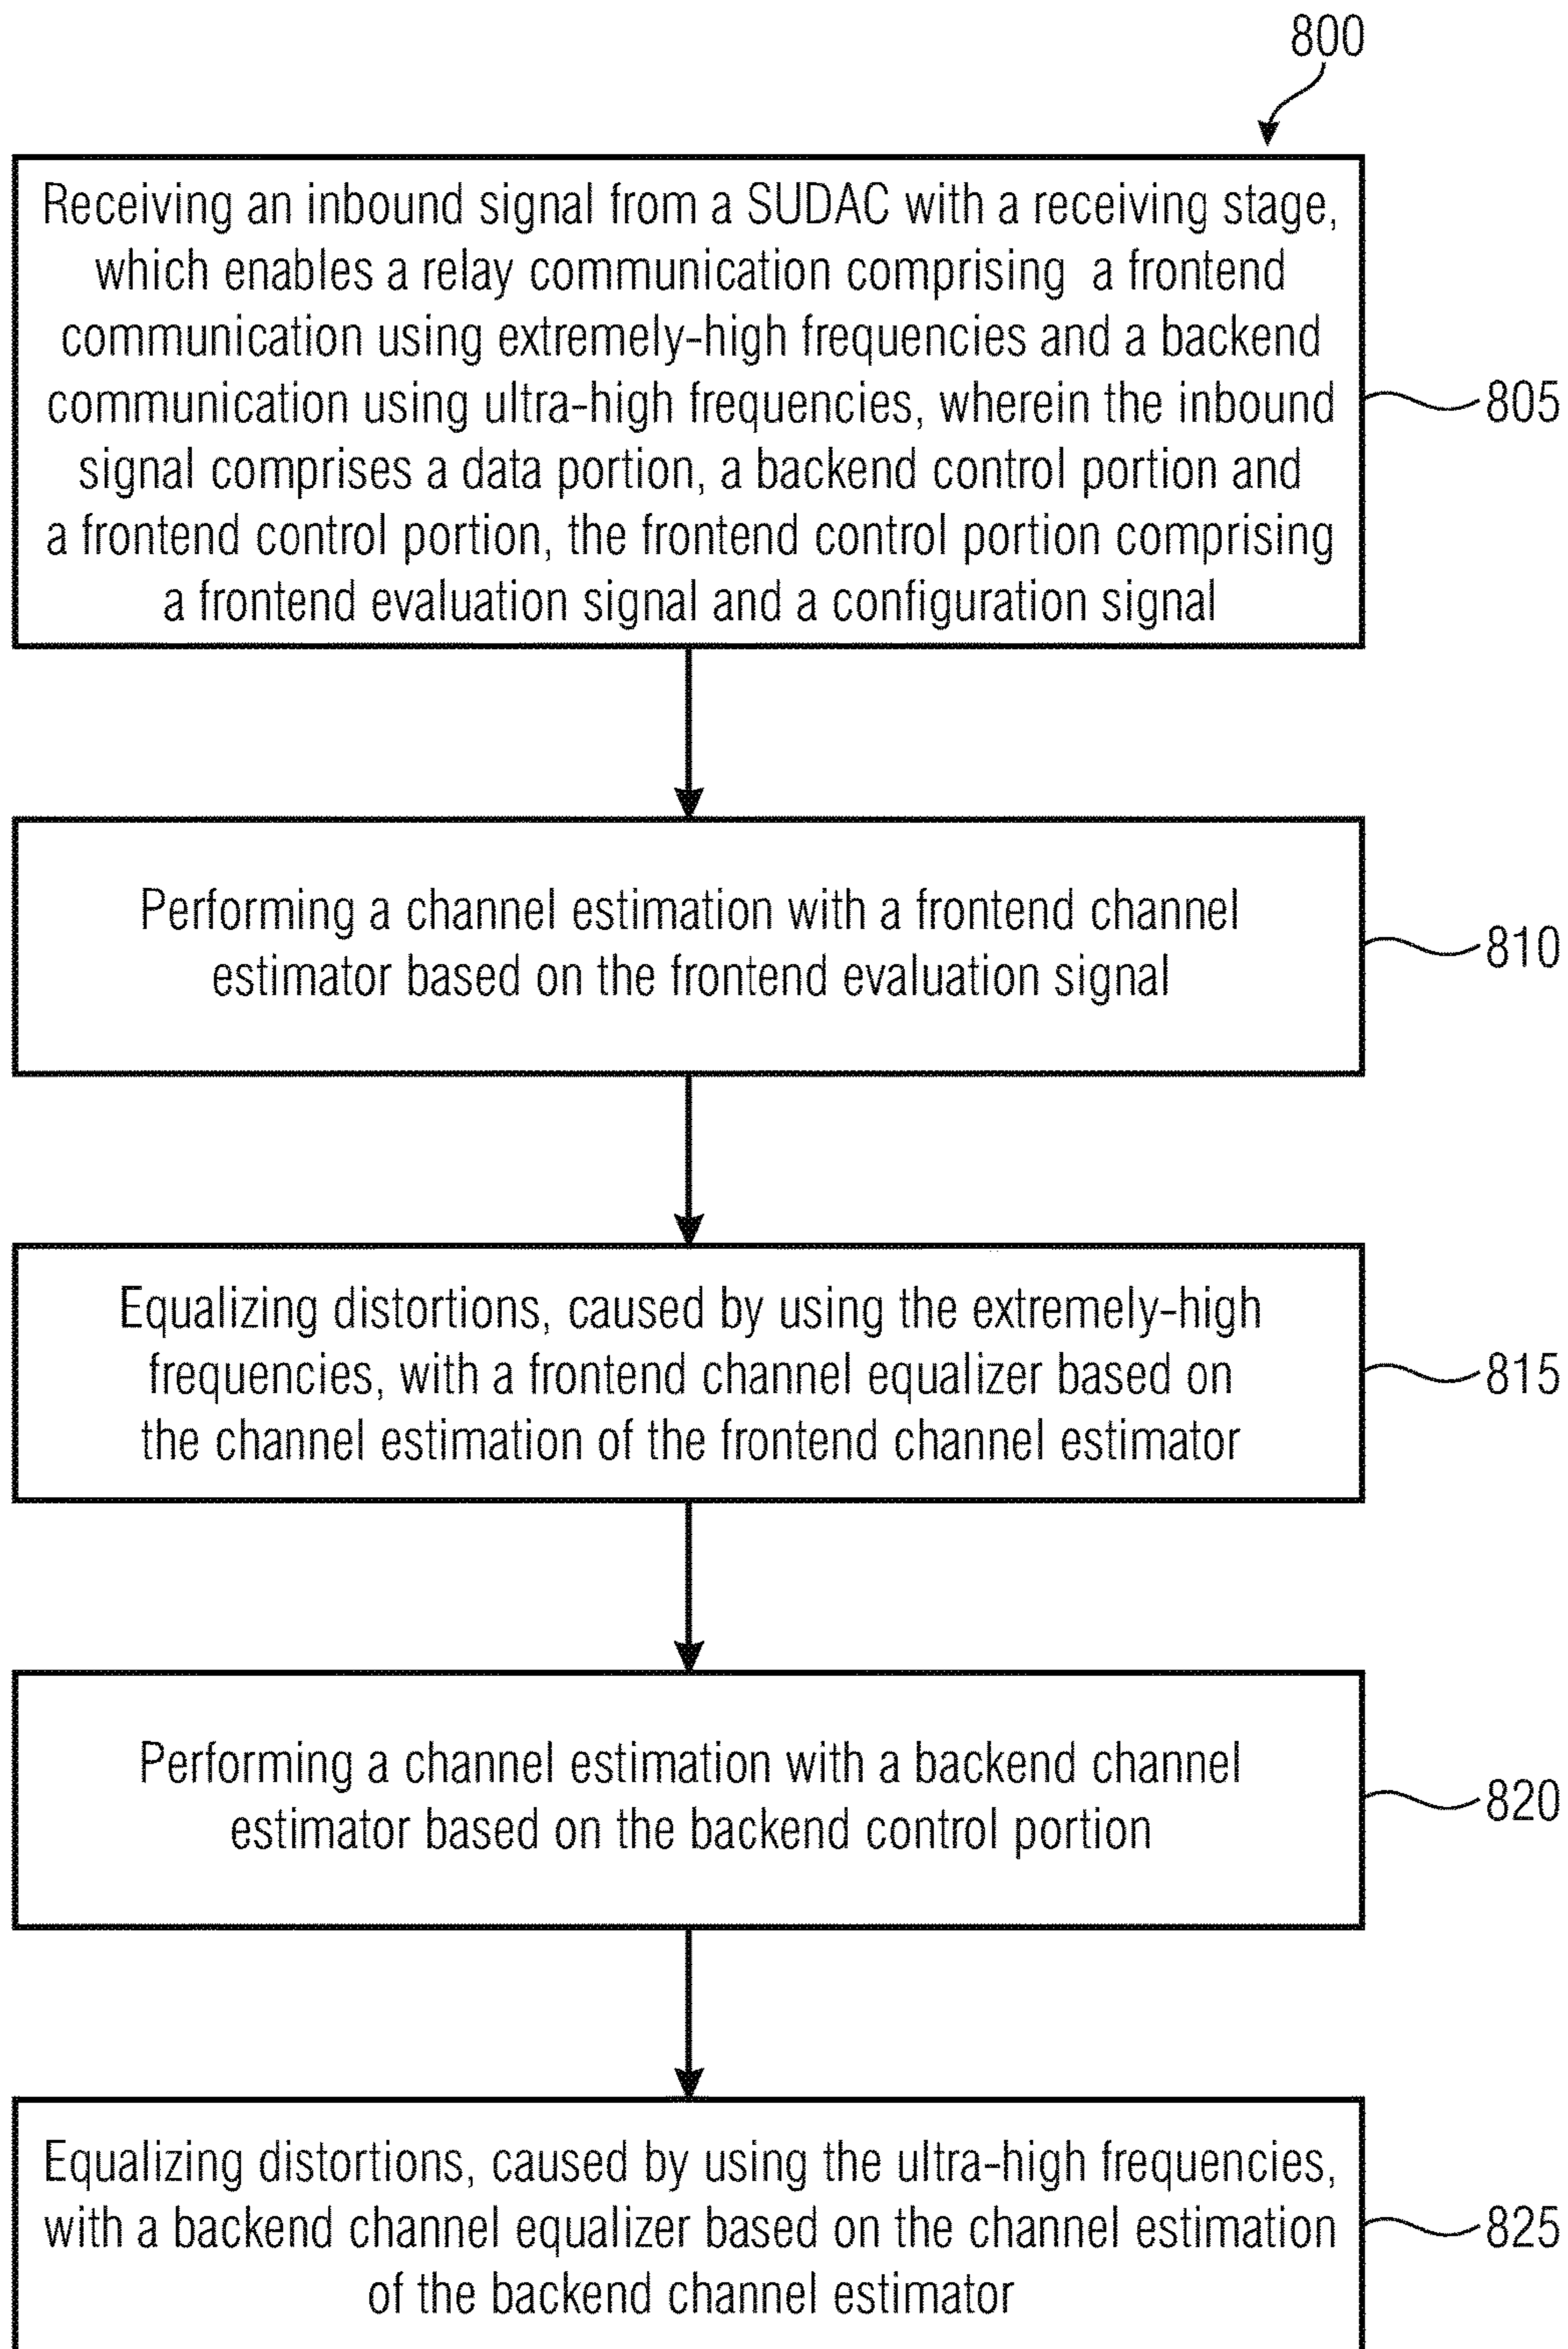 800
Receiving an inbound signal from a SUDAC with a receiving stage,
which enables a relay communication comprising a frontend
communication using extremely-high frequencies and a backend
communication using ultra-high frequencies, wherein the inbound
signal comprises a data portion, a backend control portion and
a frontend control portion, the frontend control portion comprising
a frontend evaluation signal and a configuration signal
805
Performing a channel estimation with a frontend channel
estimator based on the frontend evaluation signal
810
Equalizing distortions, caused by using the extremely-high
frequencies, with a frontend channel equalizer based on
the channel estimation of the frontend channel estimator
815
Performing a channel estimation with a backend channel
estimator based on the backend control portion
820
Equalizing distortions, caused by using the ultra-high frequencies,
with a backend channel equalizer based on the channel estimation
of the backend channel estimator
825